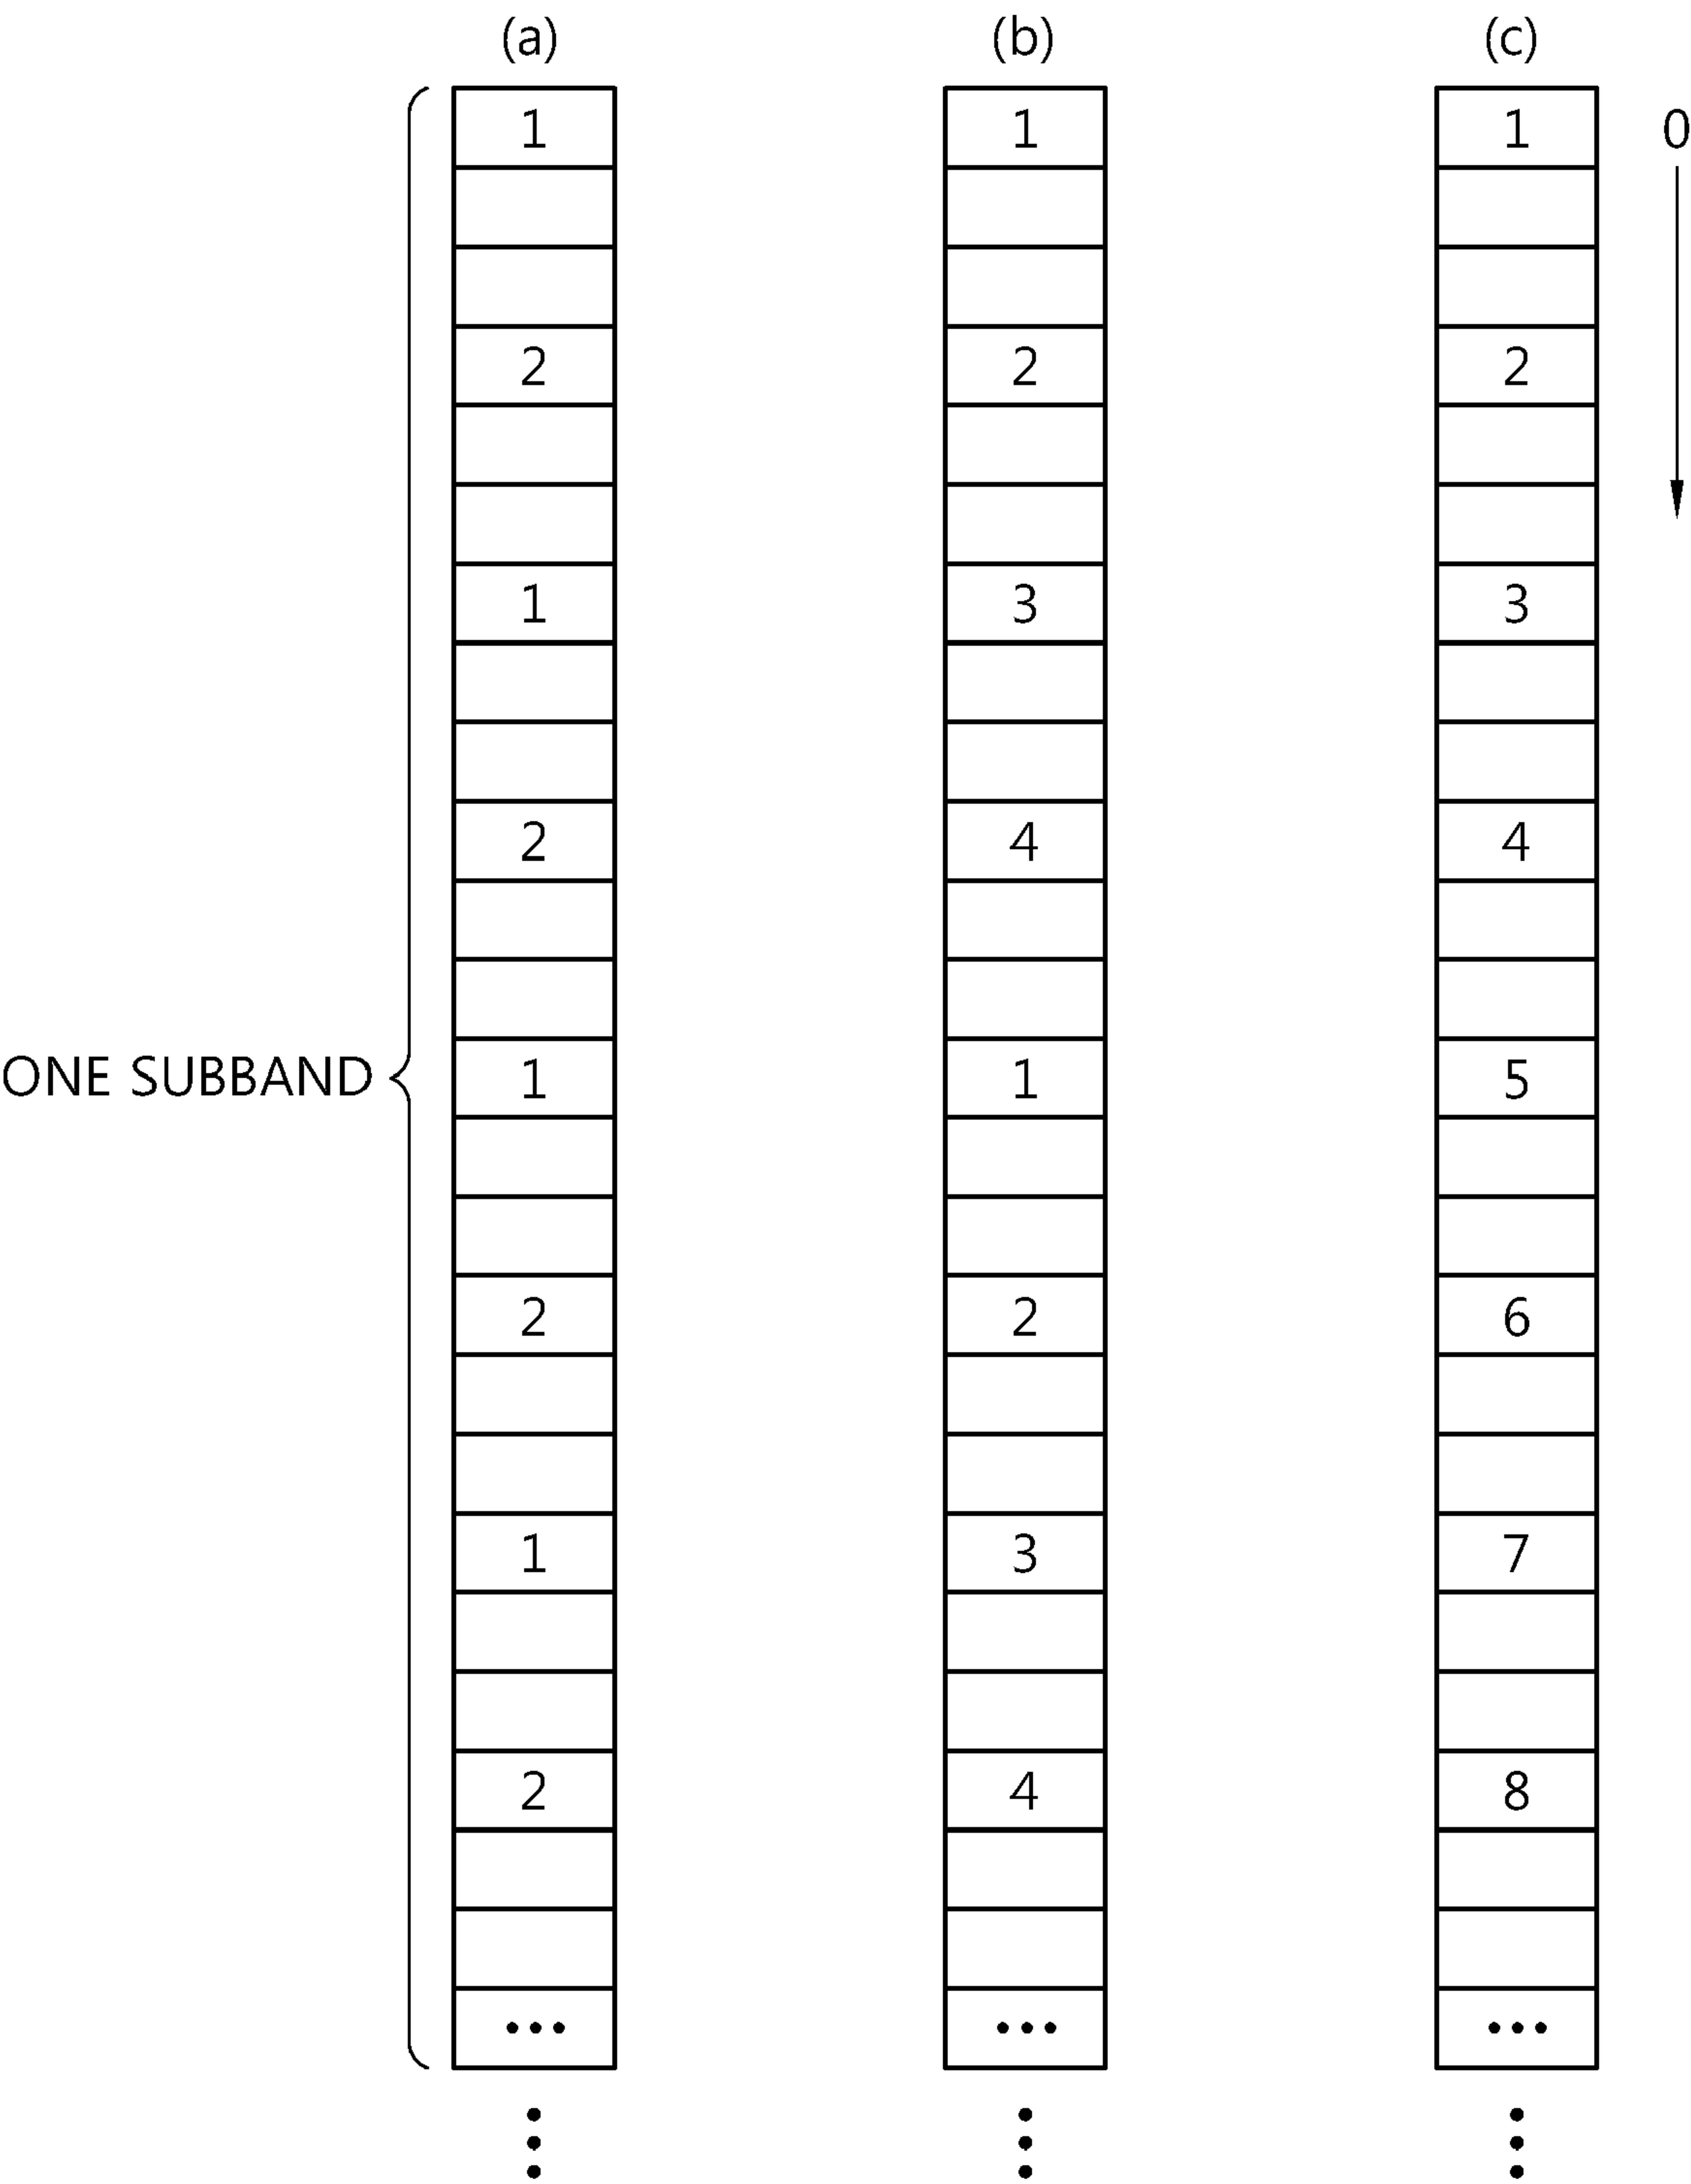 (a) (b) (c)
1 1 1 0
2 2 2
1 3 3
2 4 4
ONE SUBBAND 1 1 5
2 2 6
1 3 7
2 4 8
... ... ...